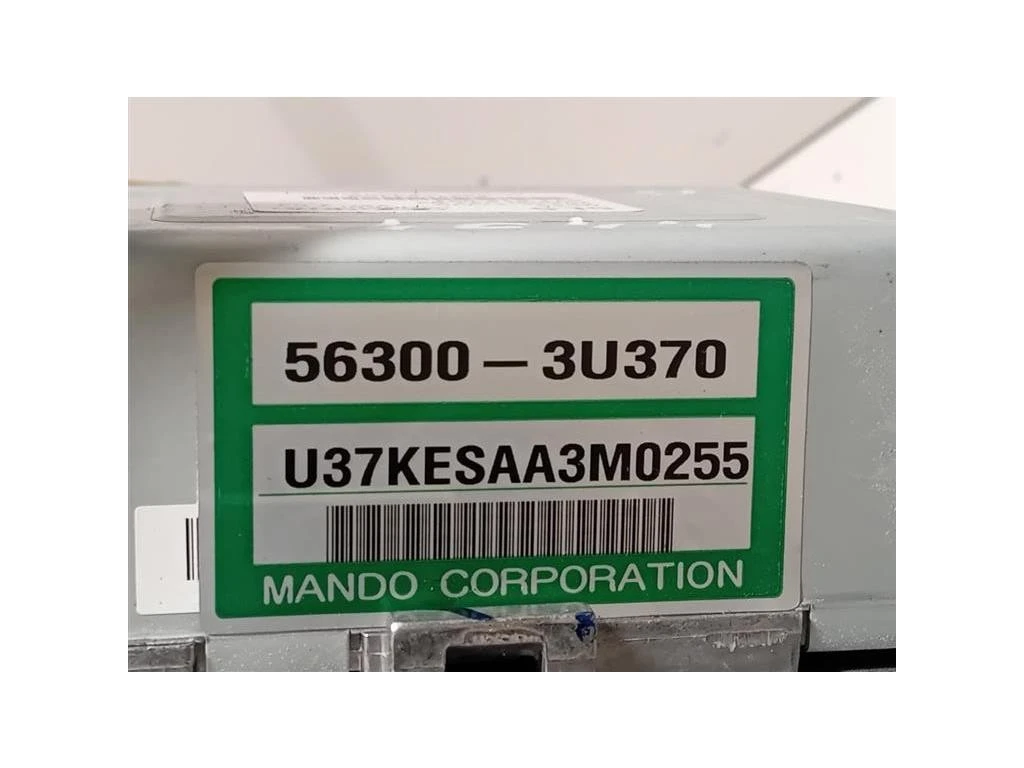 56300 – 3U370
U37KESAA3M0255
MANDO CORPORATION